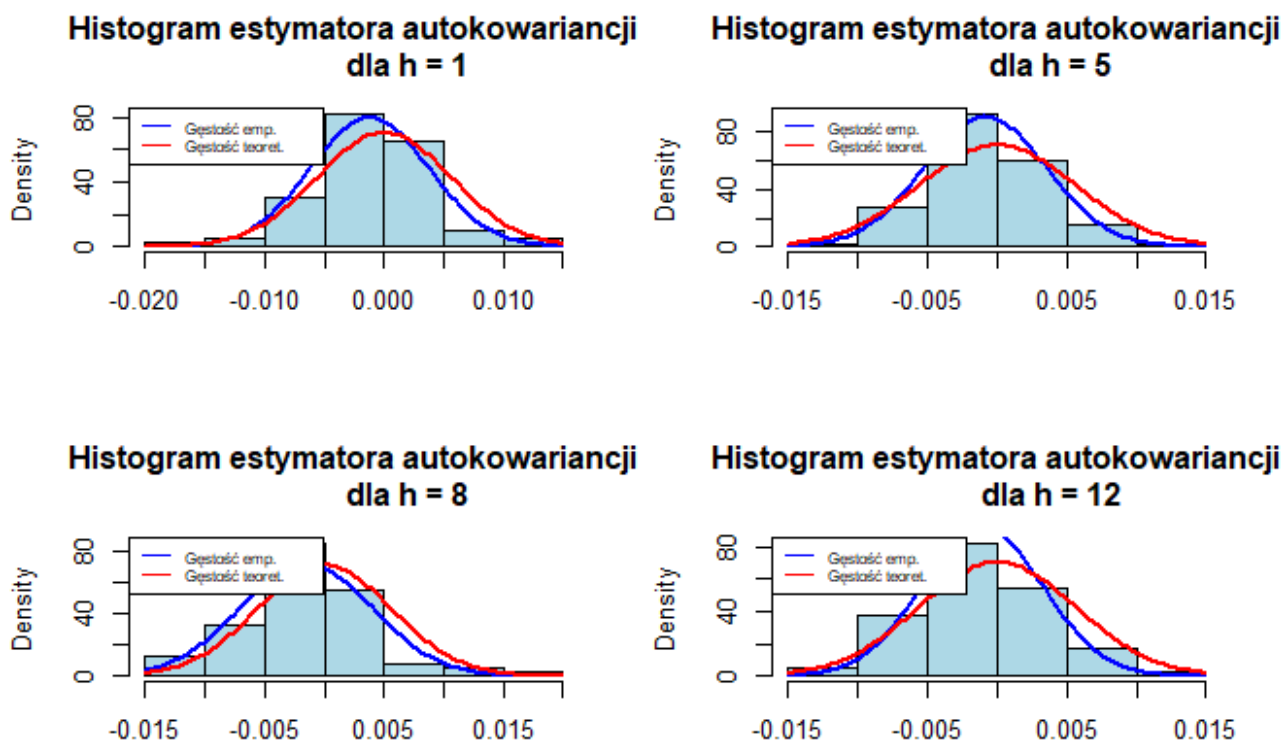 Histogram estymatora autokowariancji
dla h = 1
Density
80
40
0
Gęstość emp.
Gęstość teoret.
-0.020
-0.010
0.000
0.010
Histogram estymatora autokowariancji
dla h = 5
Density
80
40
0
Gęstość emp.
Gęstość teoret.
-0.015
-0.005
0.005
0.015
Histogram estymatora autokowariancji
dla h = 8
Density
80
40
0
Gęstość emp.
Gęstość teoret.
-0.015
-0.005
0.005
0.015
Histogram estymatora autokowariancji
dla h = 12
Density
80
40
0
Gęstość emp.
Gęstość teoret.
-0.015
-0.005
0.005
0.015